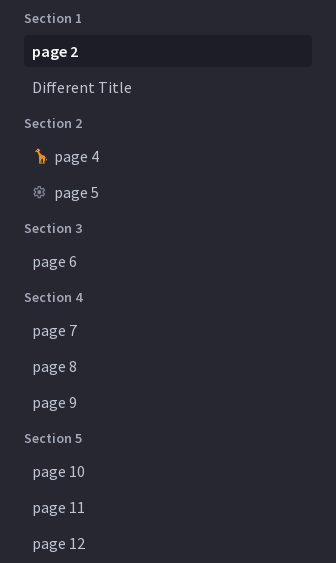 Section 1
page 2
Different Title
Section 2
page 4
page 5
Section 3
page 6
Section 4
page 7
page 8
page 9
Section 5
page 10
page 11
page 12